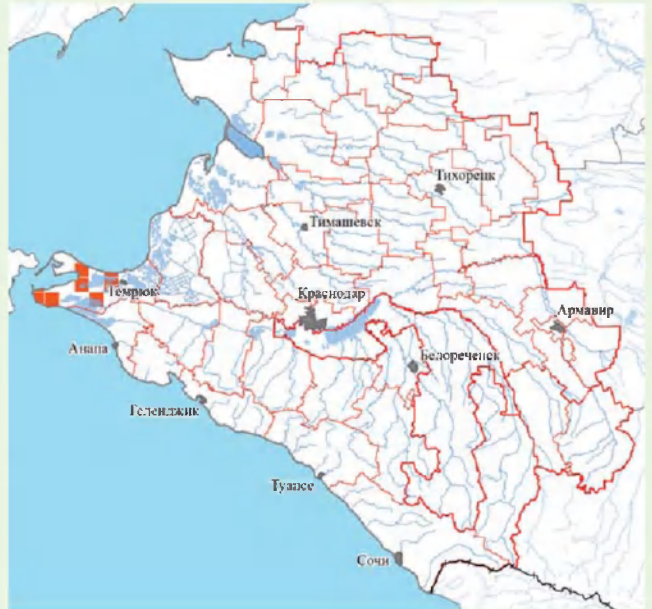 Тихорецк
Тимашевск
Темрюк
Краснодар
Армавир
Анапа
Белореченск
Геленджик
Туапсе
Сочи